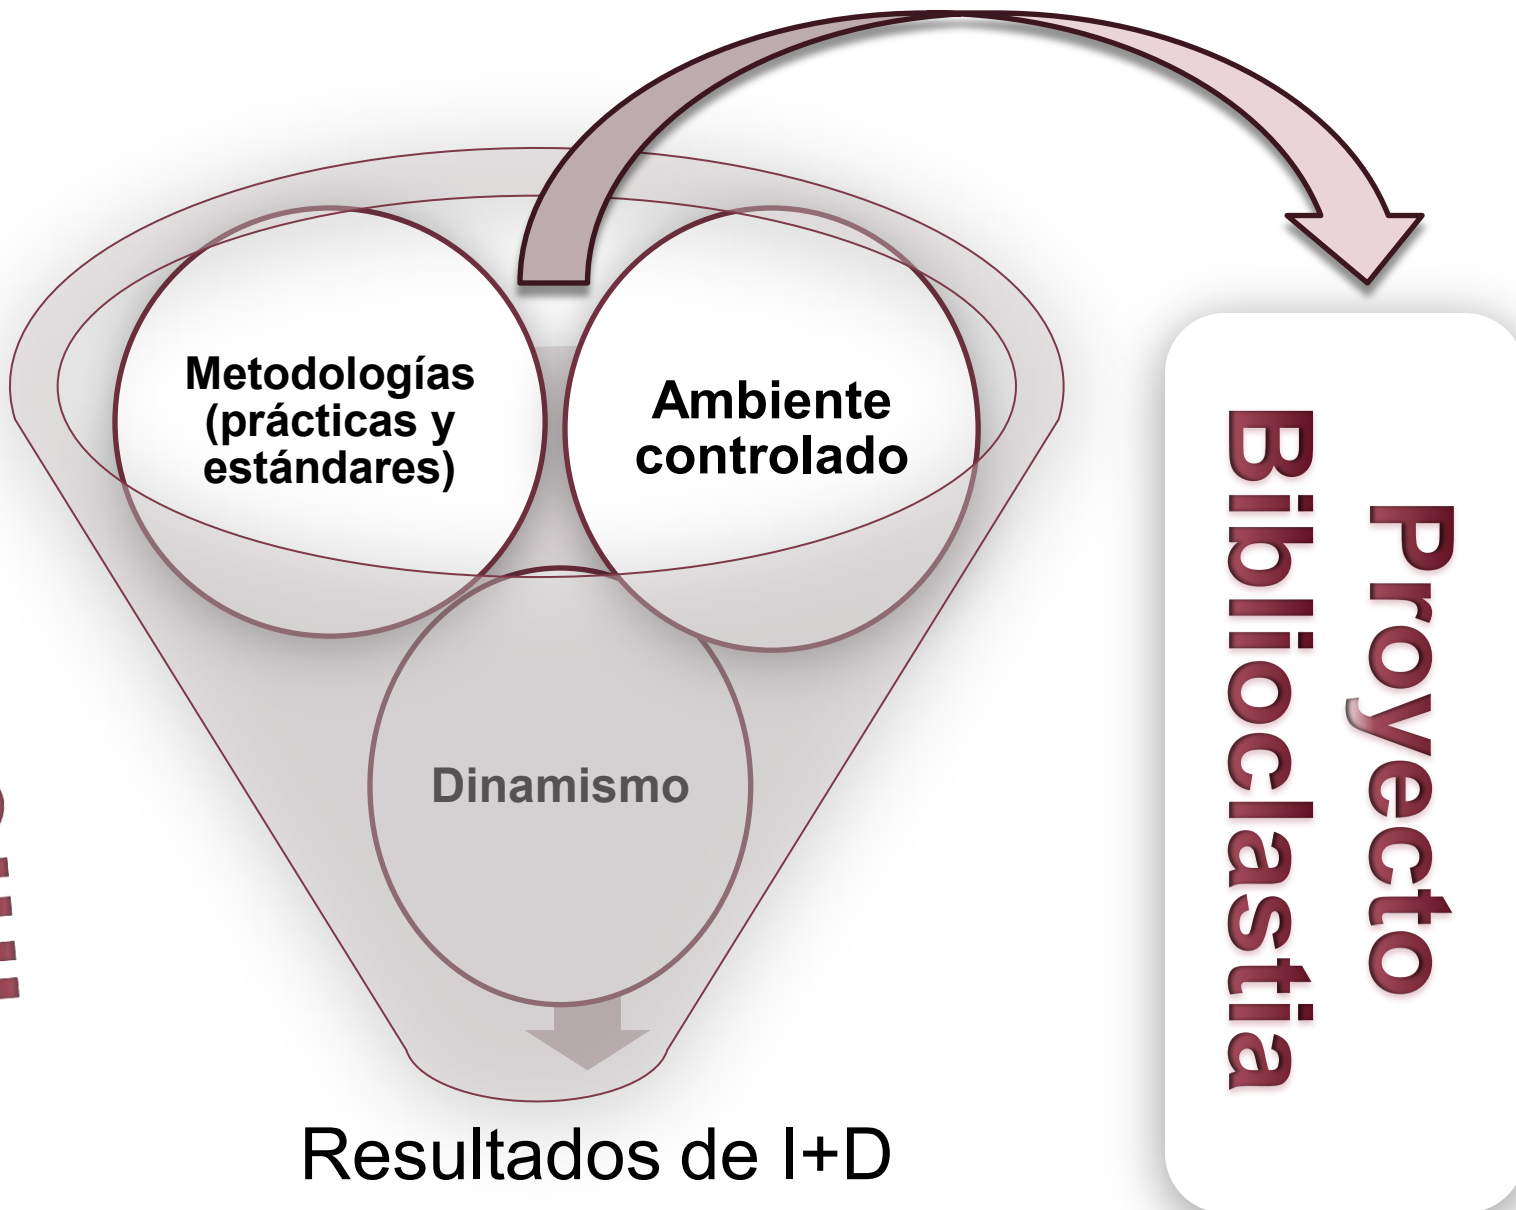 Metodologías
(prácticas y
estándares)
Ambiente
controlado
Dinamismo
Resultados de I+D
Proyecto
Biblioclastia